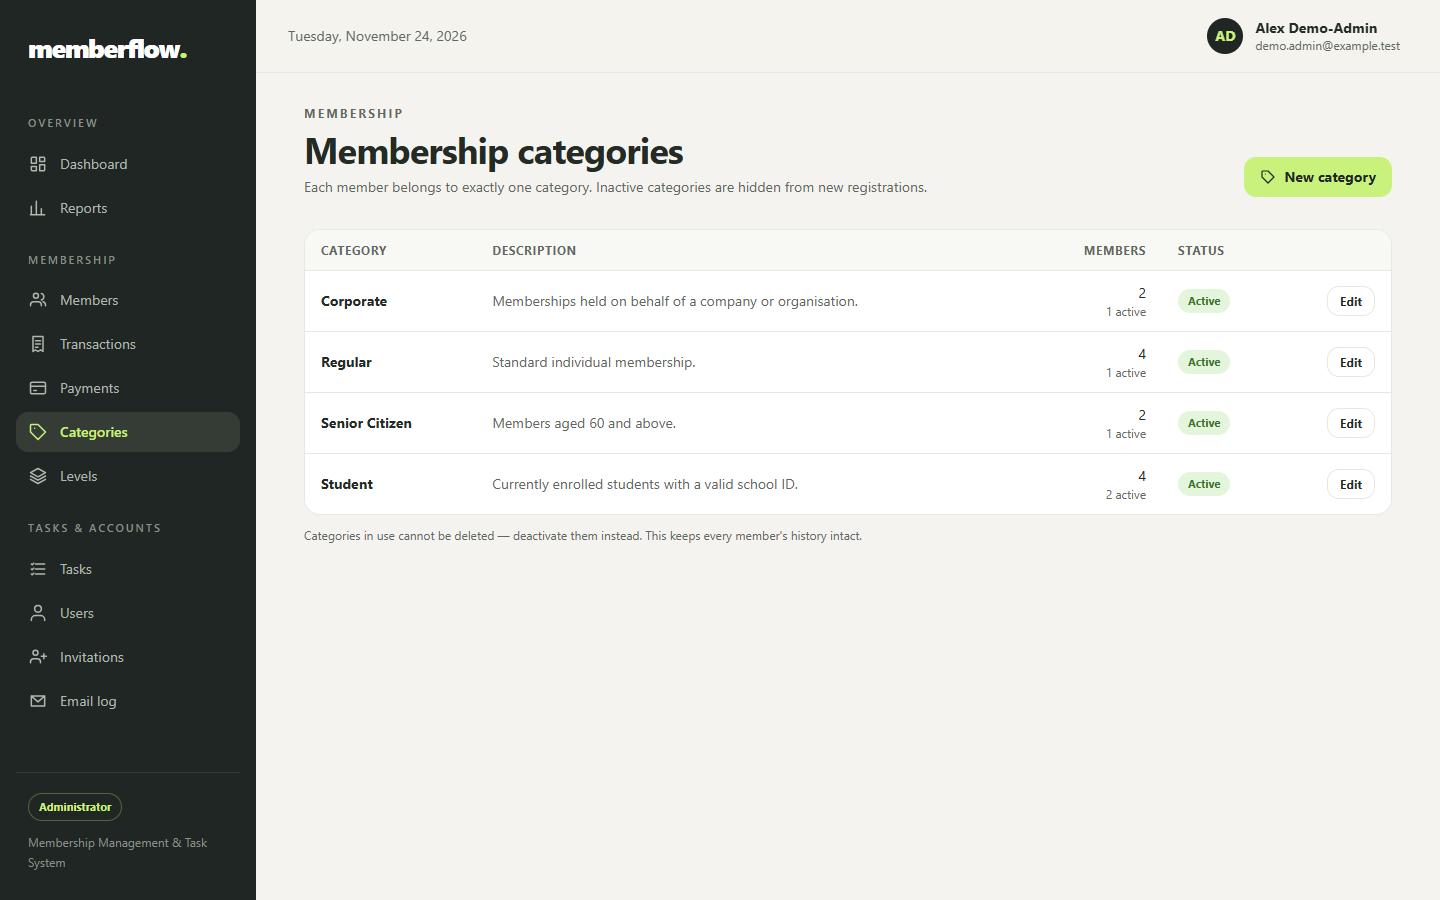 memberflow.
OVERVIEW
Dashboard
Reports
MEMBERSHIP
Members
Transactions
Payments
Categories
Levels
TASKS & ACCOUNTS
Tasks
Users
Invitations
Email log
Administrator
Membership Management & Task
System
Tuesday, November 24, 2026
AD
Alex Demo-Admin
demo.admin@example.test
MEMBERSHIP
Membership categories
Each member belongs to exactly one category. Inactive categories are hidden from new registrations.
New category
CATEGORY DESCRIPTION MEMBERS STATUS
Corporate Memberships held on behalf of a company or organisation. 2 Active Edit
1 active
Regular Standard individual membership. 4 Active Edit
1 active
Senior Citizen Members aged 60 and above. 2 Active Edit
1 active
Student Currently enrolled students with a valid school ID. 4 Active Edit
2 active
Categories in use cannot be deleted — deactivate them instead. This keeps every member's history intact.